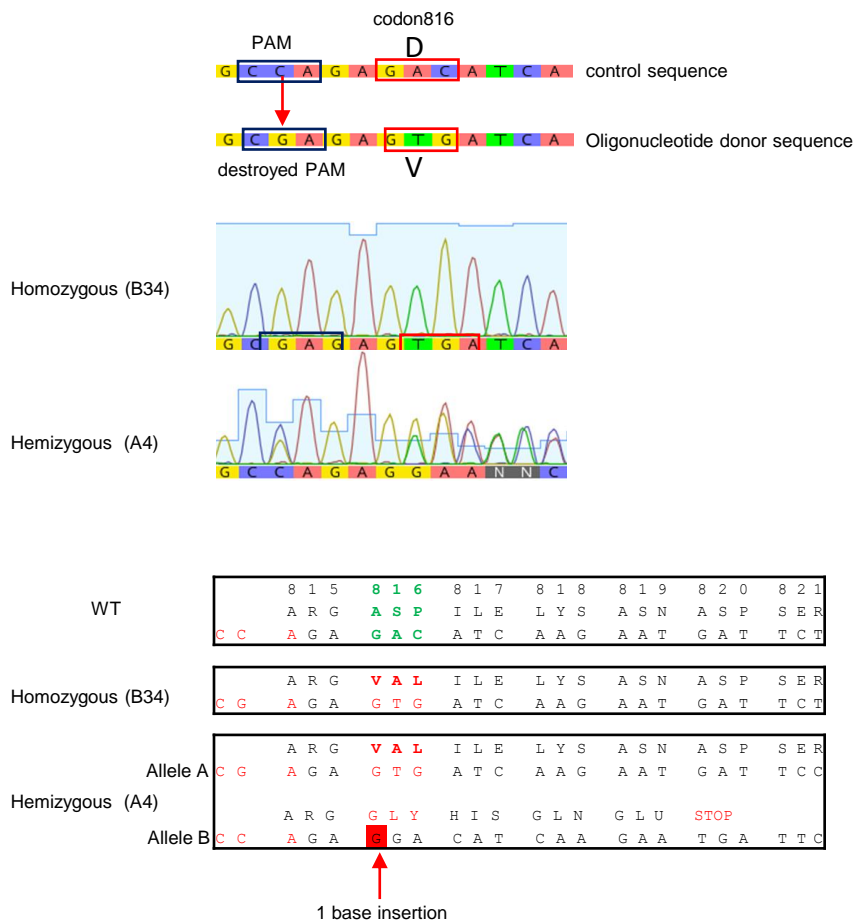 codon816
PAM D
G C C A G A G A C A T C A control sequence
G C G A G A G T G A T C A Oligonucleotide donor sequence
destroyed PAM V
Homozygous (B34)
G C G A G A G T G A T C A
Hemizygous (A4)
G C C A G A G G A A N N C
8 1 5 8 1 6 8 1 7 8 1 8 8 1 9 8 2 0 8 2 1
WT A R G A S P I L E L Y S A S N A S P S E R
C C A G A G A C A T C A A G A A T G A T T C T
Homozygous (B34) A R G V A L I L E L Y S A S N A S P S E R
C G A G A G T G A T C A A G A A T G A T T C T
A R G V A L I L E L Y S A S N A S P S E R
Allele A C G A G A G T G A T C A A G A A T G A T T C C
Hemizygous (A4)
A R G G L Y H I S G L N G L U STOP
Allele B C C A G A G G A C A T C A A G A A T G A T T C
1 base insertion